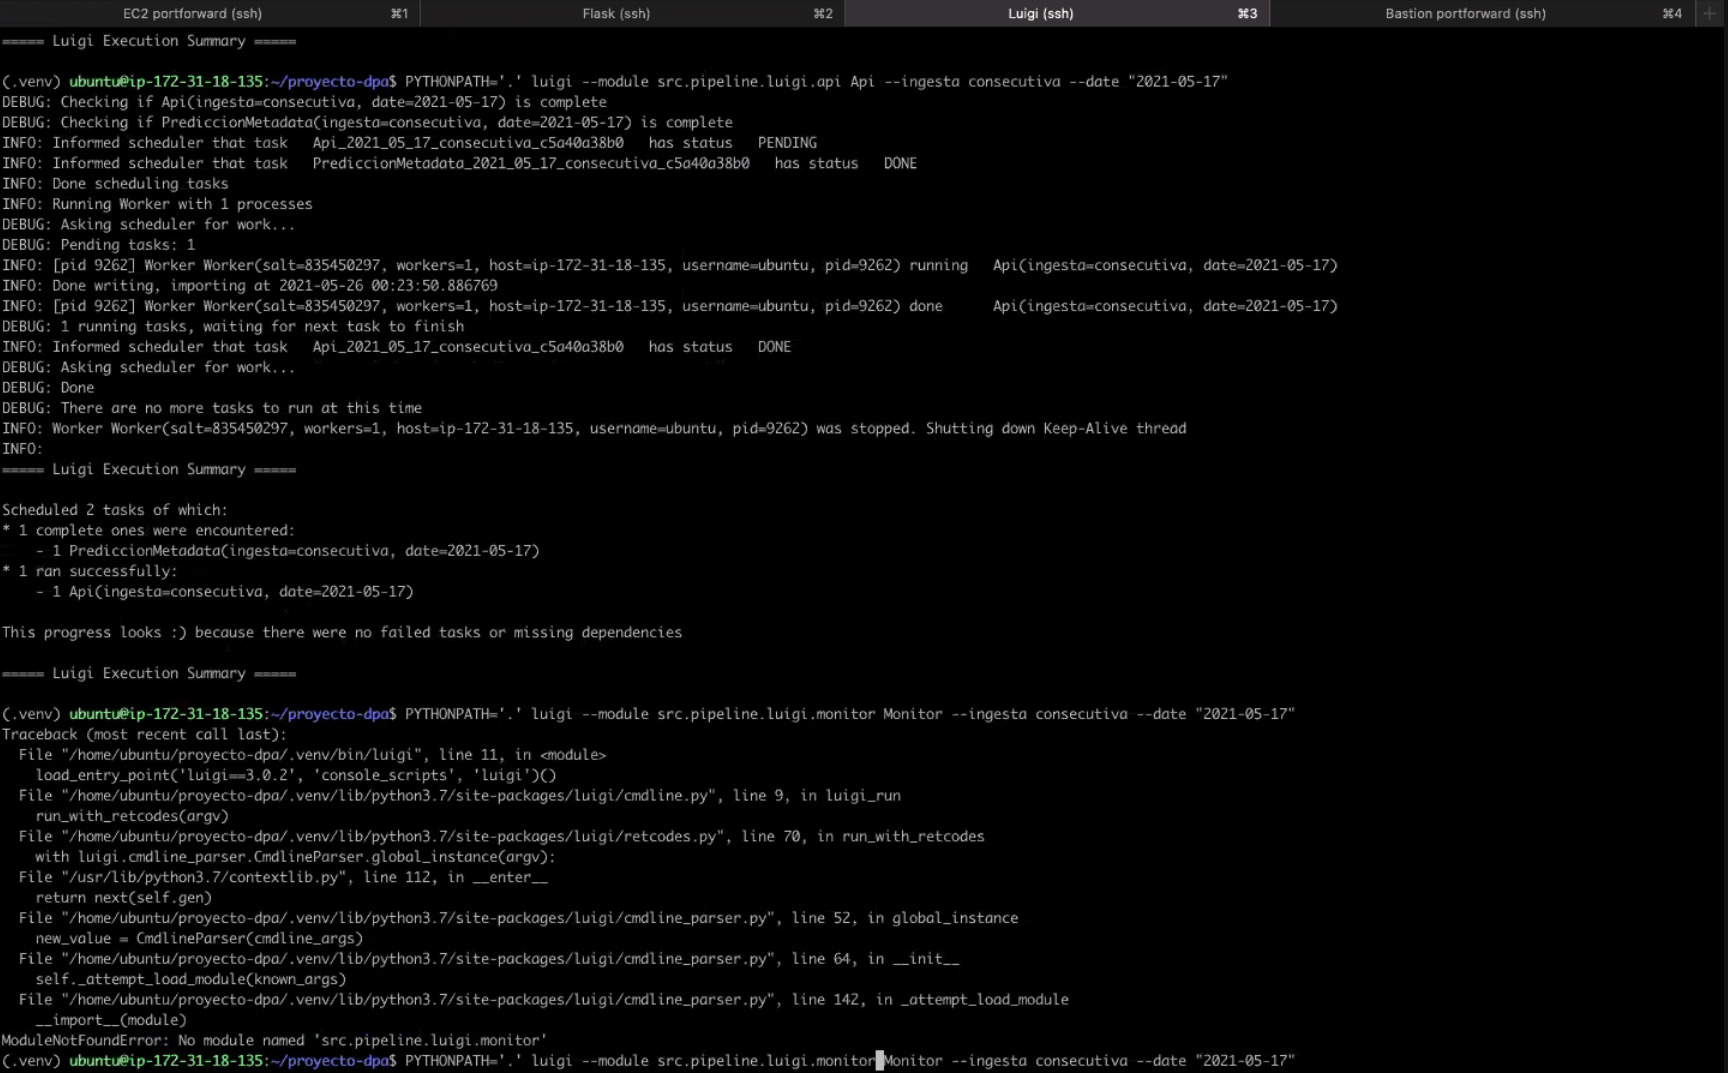 EC2 portforward (ssh) ⌘1 Flask (ssh) ⌘2 Luigi (ssh) ⌘3 Bastion portforward (ssh) ⌘4 +
===== Luigi Execution Summary =====
(.venv) ubuntu@ip-172-31-18-135:~/proyecto-dpa$ PYTHONPATH='.' luigi --module src.pipeline.luigi.api Api --ingesta consecutiva --date "2021-05-17"
DEBUG: Checking if Api(ingesta=consecutiva, date=2021-05-17) is complete
DEBUG: Checking if PrediccionMetadata(ingesta=consecutiva, date=2021-05-17) is complete
INFO: Informed scheduler that task   Api_2021_05_17_consecutiva_c5a40a38b0   has status   PENDING
INFO: Informed scheduler that task   PrediccionMetadata_2021_05_17_consecutiva_c5a40a38b0   has status   DONE
INFO: Done scheduling tasks
INFO: Running Worker with 1 processes
DEBUG: Asking scheduler for work...
DEBUG: Pending tasks: 1
INFO: [pid 9262] Worker Worker(salt=835450297, workers=1, host=ip-172-31-18-135, username=ubuntu, pid=9262) running   Api(ingesta=consecutiva, date=2021-05-17)
INFO: Done writing, importing at 2021-05-26 00:23:50.886769
INFO: [pid 9262] Worker Worker(salt=835450297, workers=1, host=ip-172-31-18-135, username=ubuntu, pid=9262) done      Api(ingesta=consecutiva, date=2021-05-17)
DEBUG: 1 running tasks, waiting for next task to finish
INFO: Informed scheduler that task   Api_2021_05_17_consecutiva_c5a40a38b0   has status   DONE
DEBUG: Asking scheduler for work...
DEBUG: Done
DEBUG: There are no more tasks to run at this time
INFO: Worker Worker(salt=835450297, workers=1, host=ip-172-31-18-135, username=ubuntu, pid=9262) was stopped. Shutting down Keep-Alive thread
INFO:
===== Luigi Execution Summary =====
Scheduled 2 tasks of which:
* 1 complete ones were encountered:
    - 1 PrediccionMetadata(ingesta=consecutiva, date=2021-05-17)
* 1 ran successfully:
    - 1 Api(ingesta=consecutiva, date=2021-05-17)
This progress looks :) because there were no failed tasks or missing dependencies
===== Luigi Execution Summary =====
(.venv) ubuntu@ip-172-31-18-135:~/proyecto-dpa$ PYTHONPATH='.' luigi --module src.pipeline.luigi.monitor Monitor --ingesta consecutiva --date "2021-05-17"
Traceback (most recent call last):
  File "/home/ubuntu/proyecto-dpa/.venv/bin/luigi", line 11, in <module>
    load_entry_point('luigi==3.0.2', 'console_scripts', 'luigi')()
  File "/home/ubuntu/proyecto-dpa/.venv/lib/python3.7/site-packages/luigi/cmdline.py", line 9, in luigi_run
    run_with_retcodes(argv)
  File "/home/ubuntu/proyecto-dpa/.venv/lib/python3.7/site-packages/luigi/retcodes.py", line 70, in run_with_retcodes
    with luigi.cmdline_parser.CmdlineParser.global_instance(argv):
  File "/usr/lib/python3.7/contextlib.py", line 112, in __enter__
    return next(self.gen)
  File "/home/ubuntu/proyecto-dpa/.venv/lib/python3.7/site-packages/luigi/cmdline_parser.py", line 52, in global_instance
    new_value = CmdlineParser(cmdline_args)
  File "/home/ubuntu/proyecto-dpa/.venv/lib/python3.7/site-packages/luigi/cmdline_parser.py", line 64, in __init__
    self._attempt_load_module(known_args)
  File "/home/ubuntu/proyecto-dpa/.venv/lib/python3.7/site-packages/luigi/cmdline_parser.py", line 142, in _attempt_load_module
    __import__(module)
ModuleNotFoundError: No module named 'src.pipeline.luigi.monitor'
(.venv) ubuntu@ip-172-31-18-135:~/proyecto-dpa$ PYTHONPATH='.' luigi --module src.pipeline.luigi.monitor Monitor --ingesta consecutiva --date "2021-05-17"